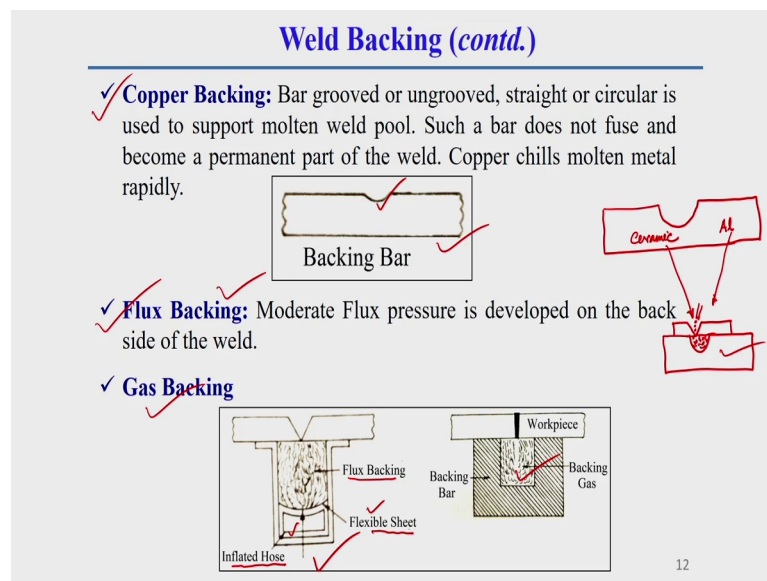 Weld Backing (contd.)
✓ Copper Backing: Bar grooved or ungrooved, straight or circular is
used to support molten weld pool. Such a bar does not fuse and
become a permanent part of the weld. Copper chills molten metal
rapidly.
Backing Bar
Ceramic
Al
✓ Flux Backing: Moderate Flux pressure is developed on the back
side of the weld.
✓ Gas Backing
Flux Backing
Flexible Sheet
Inflated Hose
Workpiece
Backing
Bar
Backing
Gas
12